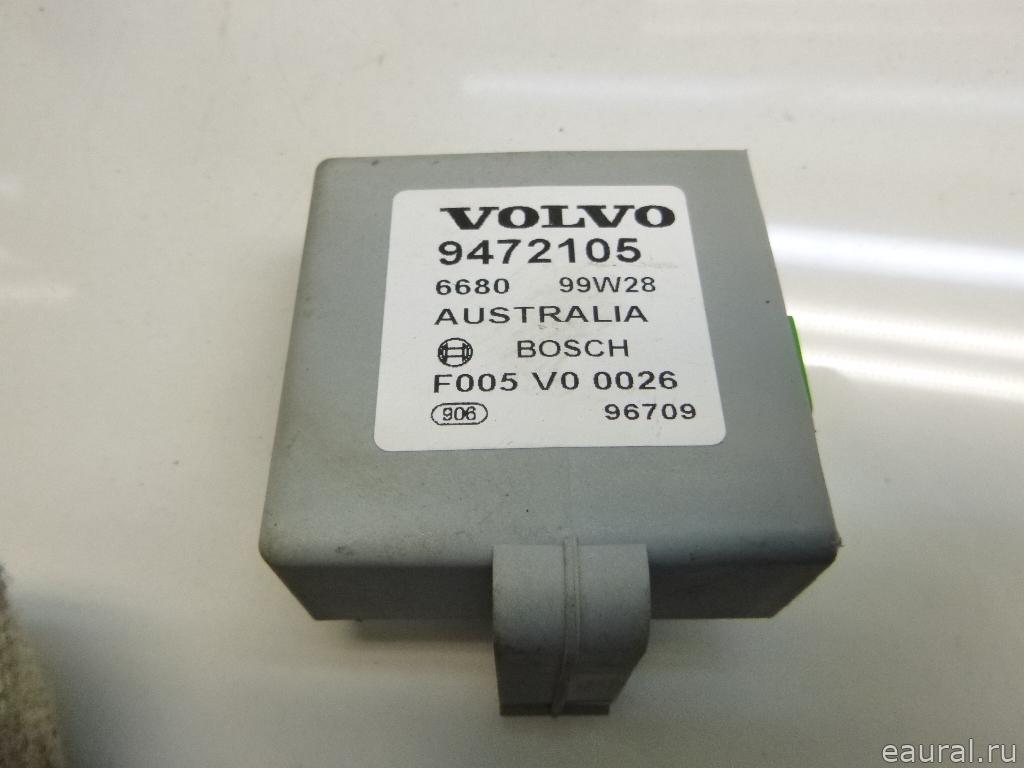 VOLVO
9472105
6680 99W28
AUSTRALIA
BOSCH
F005 V0 0026
906 96709
eaural.ru